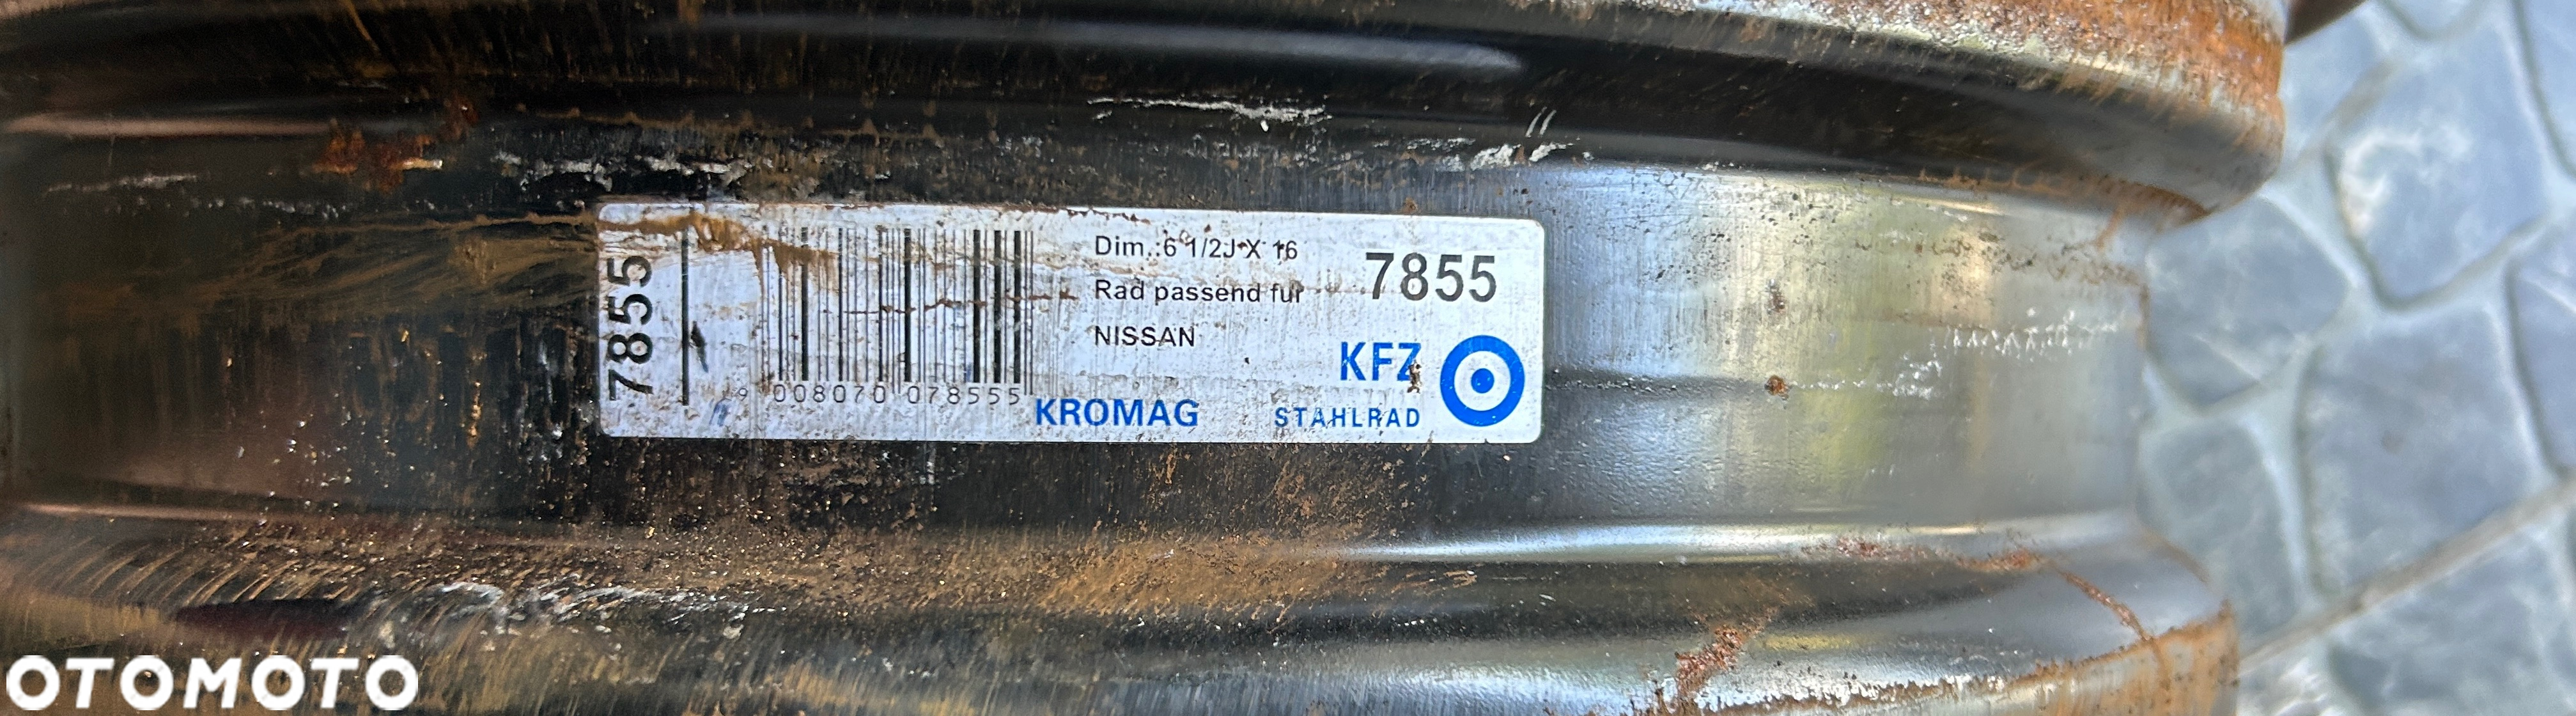 7855
9 008070 078555
Dim.:6 1/2J X 16
Rad passend fur
NISSAN
7855
KFZ
KROMAG
STAHLRAD
OTOMOTO